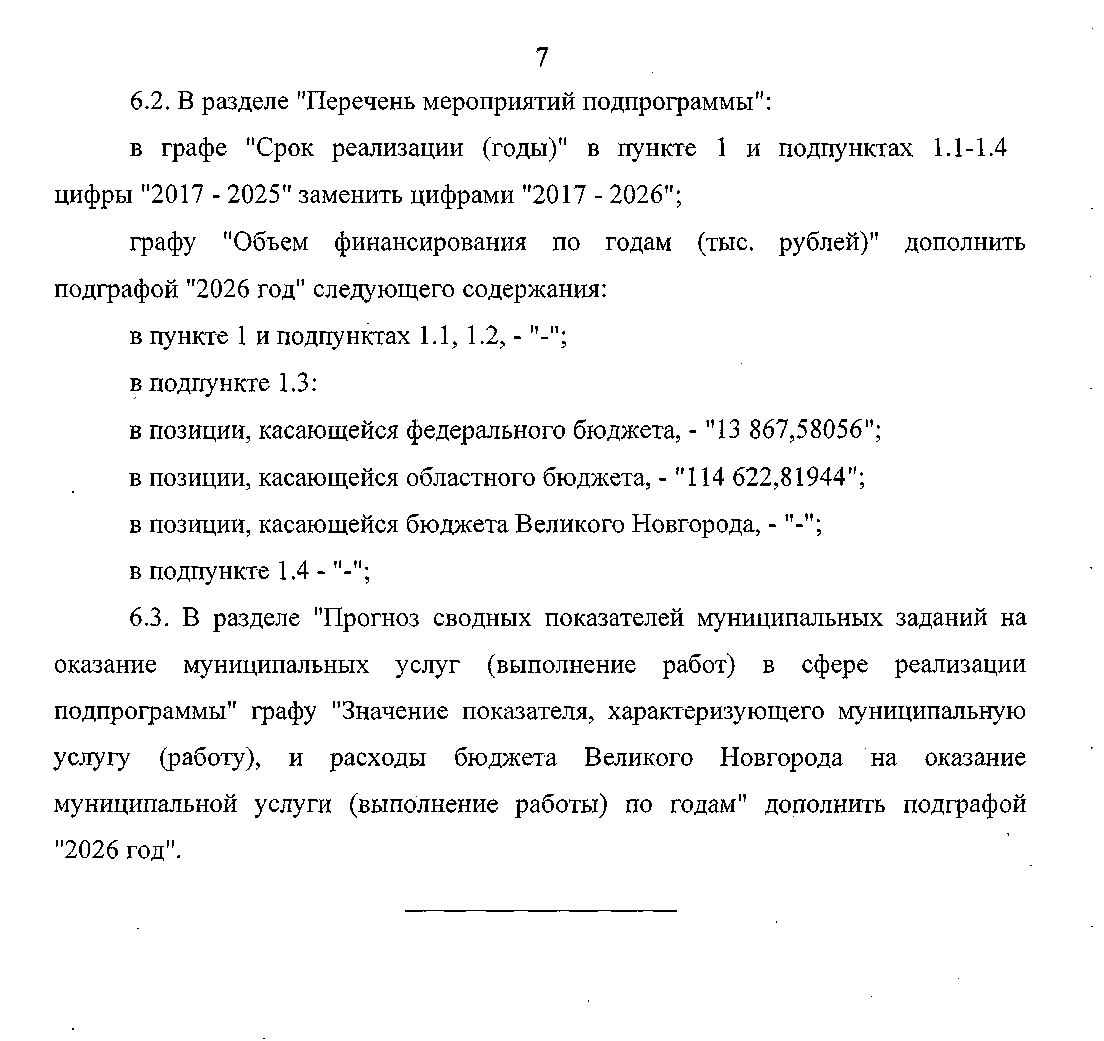 7
6.2. В разделе "Перечень мероприятий подпрограммы":
в графе "Срок реализации (годы)" в пункте 1 и подпунктах 1.1-1.4
цифры "2017 - 2025" заменить цифрами "2017 - 2026";
графу "Объем финансирования по годам (тыс. рублей)" дополнить
подграфой "2026 год" следующего содержания:
в пункте 1 и подпунктах 1.1, 1.2, - "-";
в подпункте 1.3:
в позиции, касающейся федерального бюджета, - "13 867,58056";
в позиции, касающейся областного бюджета, - "114 622,81944";
в позиции, касающейся бюджета Великого Новгорода, - "-";
в подпункте 1.4 - "-";
6.3. В разделе "Прогноз сводных показателей муниципальных заданий на
оказание муниципальных услуг (выполнение работ) в сфере реализации
подпрограммы" графу "Значение показателя, характеризующего муниципальную
услугу (работу), и расходы бюджета Великого Новгорода на оказание
муниципальной услуги (выполнение работы) по годам" дополнить подграфой
"2026 год".